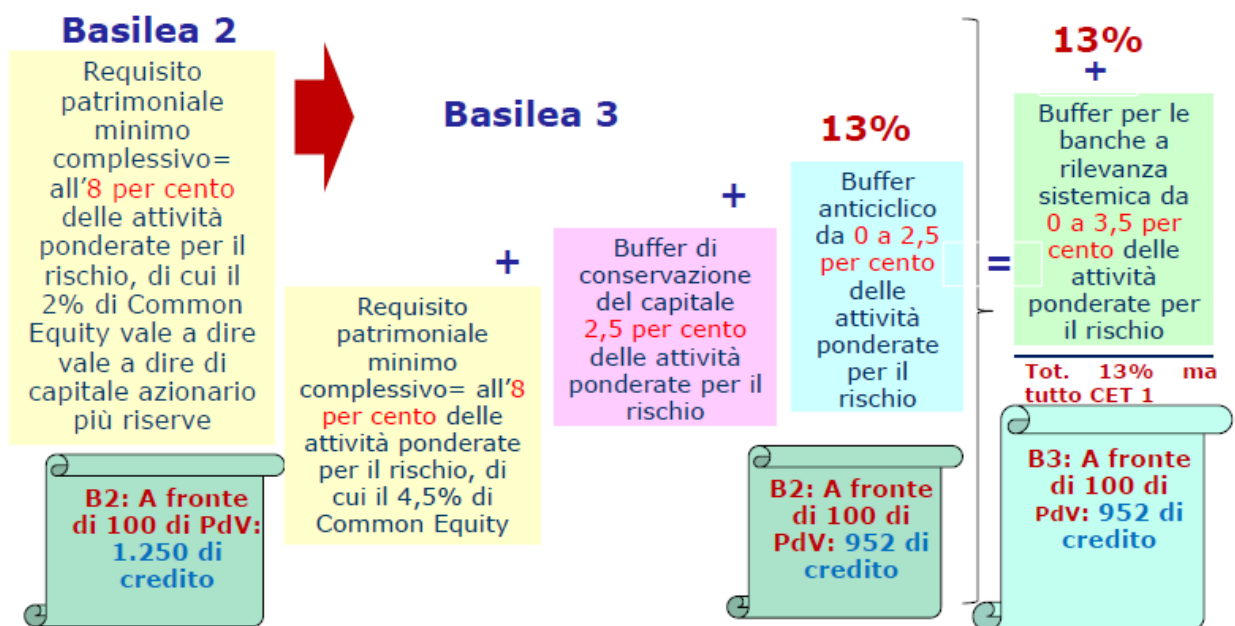 Basilea 2
Requisito
patrimoniale
minimo
complessivo=
all'8 per cento
delle attività
ponderate per il
rischio, di cui il
2% di Common
Equity vale a dire
vale a dire di
capitale azionario
più riserve
B2: A fronte
di 100 di PdV:
1.250 di
credito
Basilea 3
Requisito
patrimoniale
minimo
complessivo= all'8
per cento delle
attività ponderate
per il rischio, di
cui il 4,5% di
Common Equity
+
Buffer di
conservazione
del capitale
2,5 per cento
delle attività
ponderate per il
rischio
+
13%
Buffer
anticiclico
da 0 a 2,5
per cento
delle
attività
ponderate
per il
rischio
B2: A fronte
di 100 di
PdV: 952 di
credito
=
13%
+
Buffer per le
banche a
rilevanza
sistemica da
0 a 3,5 per
cento delle
attività
ponderate per
il rischio
Tot. 13% ma
tutto CET 1
B3: A fronte
di 100 di
PdV: 952 di
credito